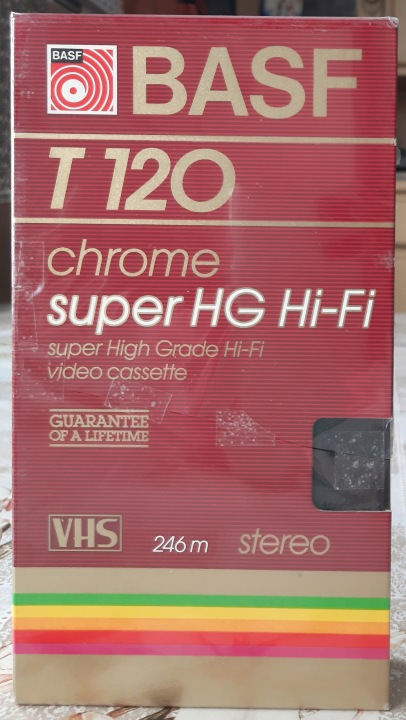 BASF
BASF
T 120
chrome
super HG Hi-Fi
super High Grade Hi-Fi
video cassette
GUARANTEE
OF A LIFETIME
VHS 246 m stereo